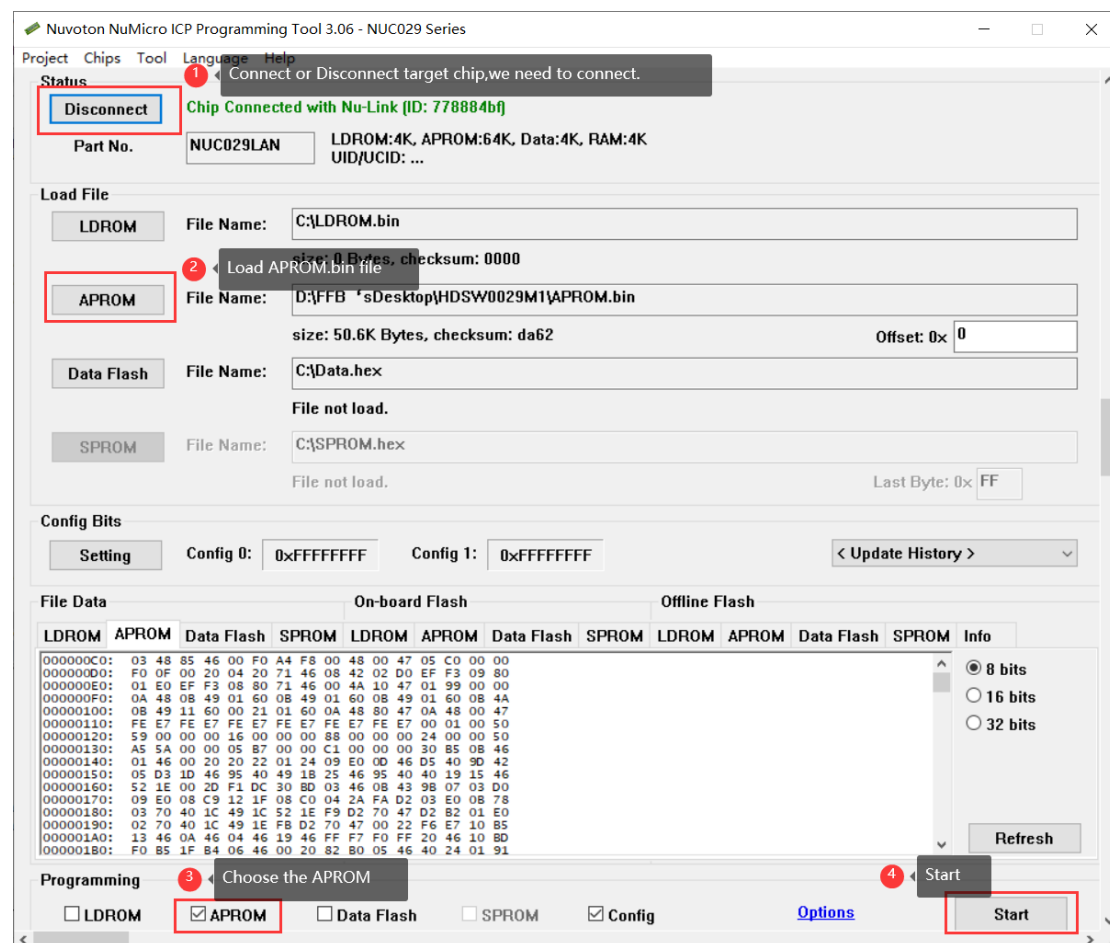 Nuvoton NuMicro ICP Programming Tool 3.06 - NUC029 Series
Project Chips Tool Language Help
Status
1 Connect or Disconnect target chip,we need to connect.
Disconnect Chip Connected with Nu-Link (ID: 778884bf)
Part No. NUC029LAN LDROM:4K, APROM:64K, Data:4K, RAM:4K
UID/UCID: ...
Load File
LDROM File Name: C:\LDROM.bin
size: 0 Bytes, checksum: 0000
2 Load APROM.bin file
APROM File Name: D:\FFB 'sDesktop\HDSW0029M1\APROM.bin
size: 50.6K Bytes, checksum: da62 Offset: 0x 0
Data Flash File Name: C:\Data.hex
File not load.
SPROM File Name: C:\SPROM.hex
File not load. Last Byte: 0x FF
Config Bits
Setting Config 0: 0xFFFFFFFF Config 1: 0xFFFFFFFF < Update History >
File Data On-board Flash Offline Flash
LDROM APROM Data Flash SPROM LDROM APROM Data Flash SPROM LDROM APROM Data Flash SPROM Info
000000C0: 03 48 85 46 00 F0 A4 F8 00 48 00 47 05 C0 00 00
000000D0: F0 0F 00 20 04 20 71 46 08 42 02 D0 EF F3 09 80
000000E0: 01 E0 EF F3 08 80 71 46 00 4A 10 47 01 99 00 00
000000F0: 0A 48 0B 49 01 60 0B 49 01 60 0B 49 01 60 0B 4A
00000100: 0B 49 11 60 00 21 01 60 0A 48 80 47 0A 48 00 47
00000110: FE E7 FE E7 FE E7 FE E7 FE E7 FE E7 00 01 00 50
00000120: 59 00 00 00 16 00 00 00 88 00 00 00 24 00 00 50
00000130: A5 5A 00 00 05 B7 00 00 C1 00 00 00 30 B5 0B 46
00000140: 01 46 00 20 20 22 01 24 09 E0 0D 46 D5 40 9D 42
00000150: 05 D3 1D 46 95 40 49 1B 25 46 95 40 40 19 15 46
00000160: 52 1E 00 2D F1 DC 30 BD 03 46 0B 43 9B 07 03 D0
00000170: 09 E0 08 C9 12 1F 08 C0 04 2A FA D2 03 E0 0B 78
00000180: 03 70 40 1C 49 1C 52 1E F9 D2 70 47 D2 B2 01 E0
00000190: 02 70 40 1C 49 1E FB D2 70 47 00 22 F6 E7 10 B5
000001A0: 13 46 0A 46 04 46 19 46 FF F7 F0 FF 20 46 10 BD
000001B0: F0 B5 1F B4 06 46 00 20 82 B0 05 46 40 24 01 91
8 bits
16 bits
32 bits
Refresh
Programming
3 Choose the APROM
4 Start
LDROM APROM Data Flash SPROM Config Options Start